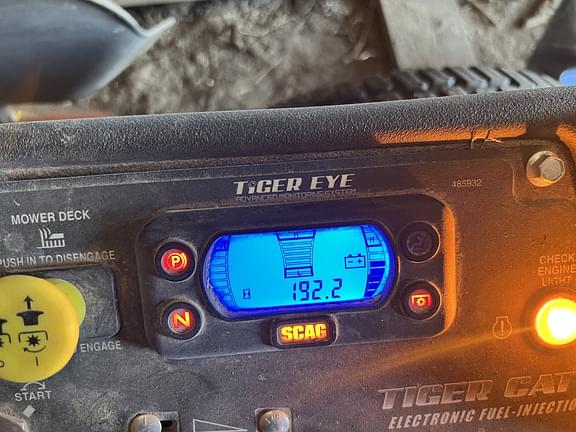 TIGER EYE
ADVANCED MONITORING SYSTEM
485932
MOWER DECK
PUSH IN TO DISENGAGE
ENGAGE
START
P
N
192.2
SCAG
CHECK
ENGINE
LIGHT
TIGER CAT
ELECTRONIC FUEL-INJECTIO